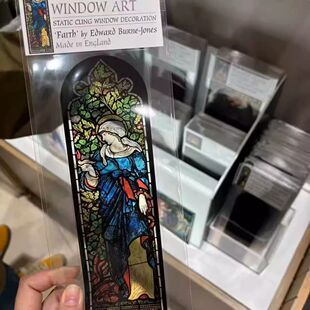 WINDOW ART
STATIC CLING WINDOW DECORATION
'Faith' by Edward Burne-Jones
Made in England